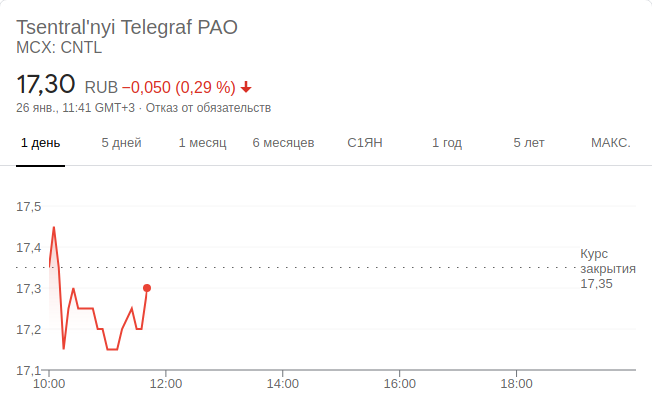 Tsentral'nyi Telegraf PAO
MCX: CNTL
17,30 RUB −0,050 (0,29 %)
26 янв., 11:41 GMT+3 · Отказ от обязательств
1 день 5 дней 1 месяц 6 месяцев С1ЯН 1 год 5 лет МАКС.
17,5
17,4
Курс
закрытия
17,35
17,3
17,2
17,1
10:00 12:00 14:00 16:00 18:00